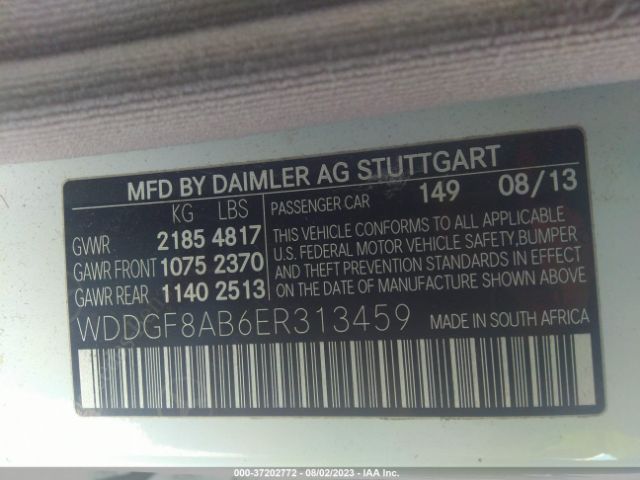 MFD BY DAIMLER AG STUTTGART
KG LBS
GVWR 2185 4817
GAWR FRONT 1075 2370
GAWR REAR 1140 2513
PASSENGER CAR 149 08/13
THIS VEHICLE CONFORMS TO ALL APPLICABLE
U.S. FEDERAL MOTOR VEHICLE SAFETY,BUMPER
AND THEFT PREVENTION STANDARDS IN EFFECT
ON THE DATE OF MANUFACTURE SHOWN ABOVE.
WDDGF8AB6ER313459 MADE IN SOUTH AFRICA
000-37202772 - 08/02/2023 - IAA Inc.